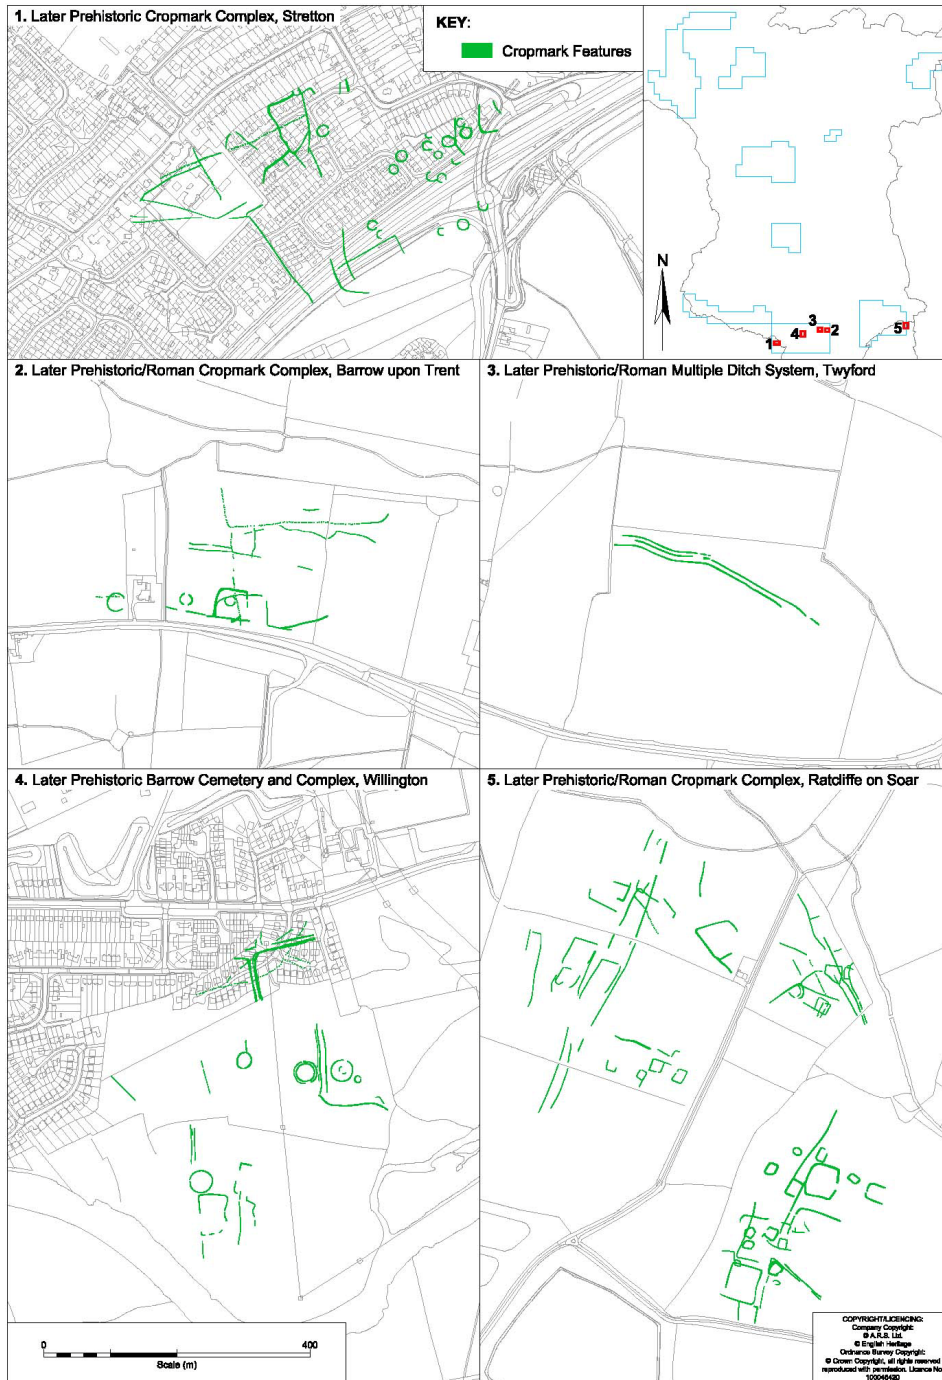 1. Later Prehistoric Cropmark Complex, Stretton
KEY:
Cropmark Features
N
3
4
2
1
5
2. Later Prehistoric/Roman Cropmark Complex, Barrow upon Trent
3. Later Prehistoric/Roman Multiple Ditch System, Twyford
4. Later Prehistoric Barrow Cemetery and Complex, Willington
5. Later Prehistoric/Roman Cropmark Complex, Ratcliffe on Soar
0
400
Scale (m)
COPYRIGHT/LICENCING:
Company Copyright:
© A.R.S. Ltd.
© English Heritage
Ordnance Survey Copyright:
© Crown Copyright, all rights reserved
reproduced with permission. Licence No.
100046420